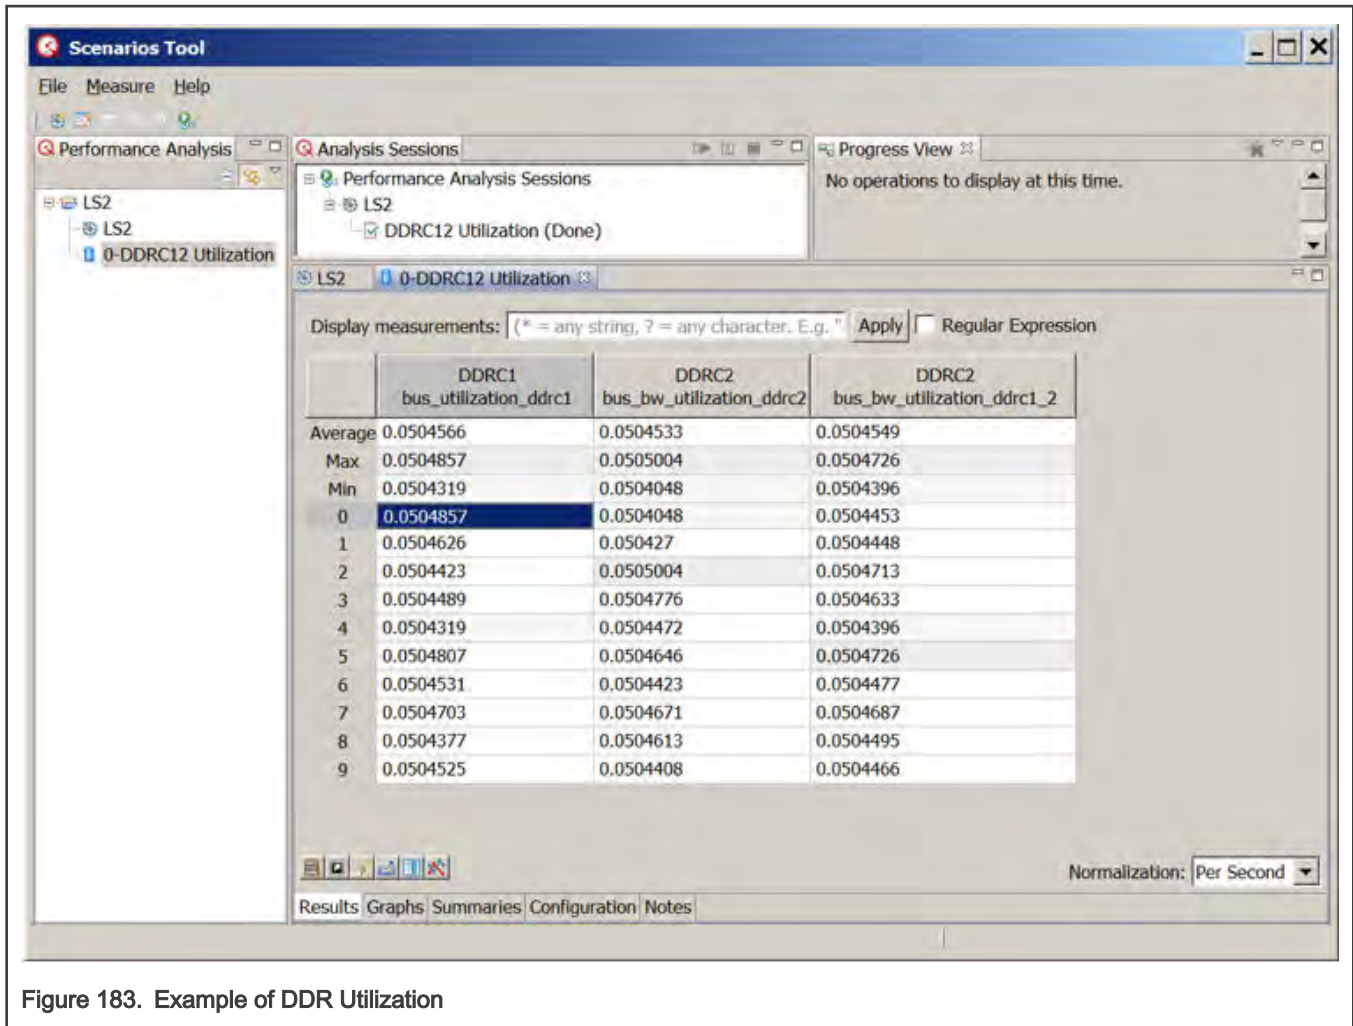 Scenarios Tool
File Measure Help
Performance Analysis
LS2
LS2
0-DDRC12 Utilization
Analysis Sessions
Performance Analysis Sessions
LS2
DDRC12 Utilization (Done)
Progress View
No operations to display at this time.
LS2 0-DDRC12 Utilization
Display measurements: (* = any string, ? = any character. E.g. " Apply Regular Expression
DDRC1 DDRC2 DDRC2
bus_utilization_ddrc1 bus_bw_utilization_ddrc2 bus_bw_utilization_ddrc1_2
Average 0.0504566 0.0504533 0.0504549
Max 0.0504857 0.0505004 0.0504726
Min 0.0504319 0.0504048 0.0504396
0 0.0504857 0.0504048 0.0504453
1 0.0504626 0.050427 0.0504448
2 0.0504423 0.0505004 0.0504713
3 0.0504489 0.0504776 0.0504633
4 0.0504319 0.0504472 0.0504396
5 0.0504807 0.0504646 0.0504726
6 0.0504531 0.0504423 0.0504477
7 0.0504703 0.0504671 0.0504687
8 0.0504377 0.0504613 0.0504495
9 0.0504525 0.0504408 0.0504466
Normalization: Per Second
Results Graphs Summaries Configuration Notes
Figure 183. Example of DDR Utilization